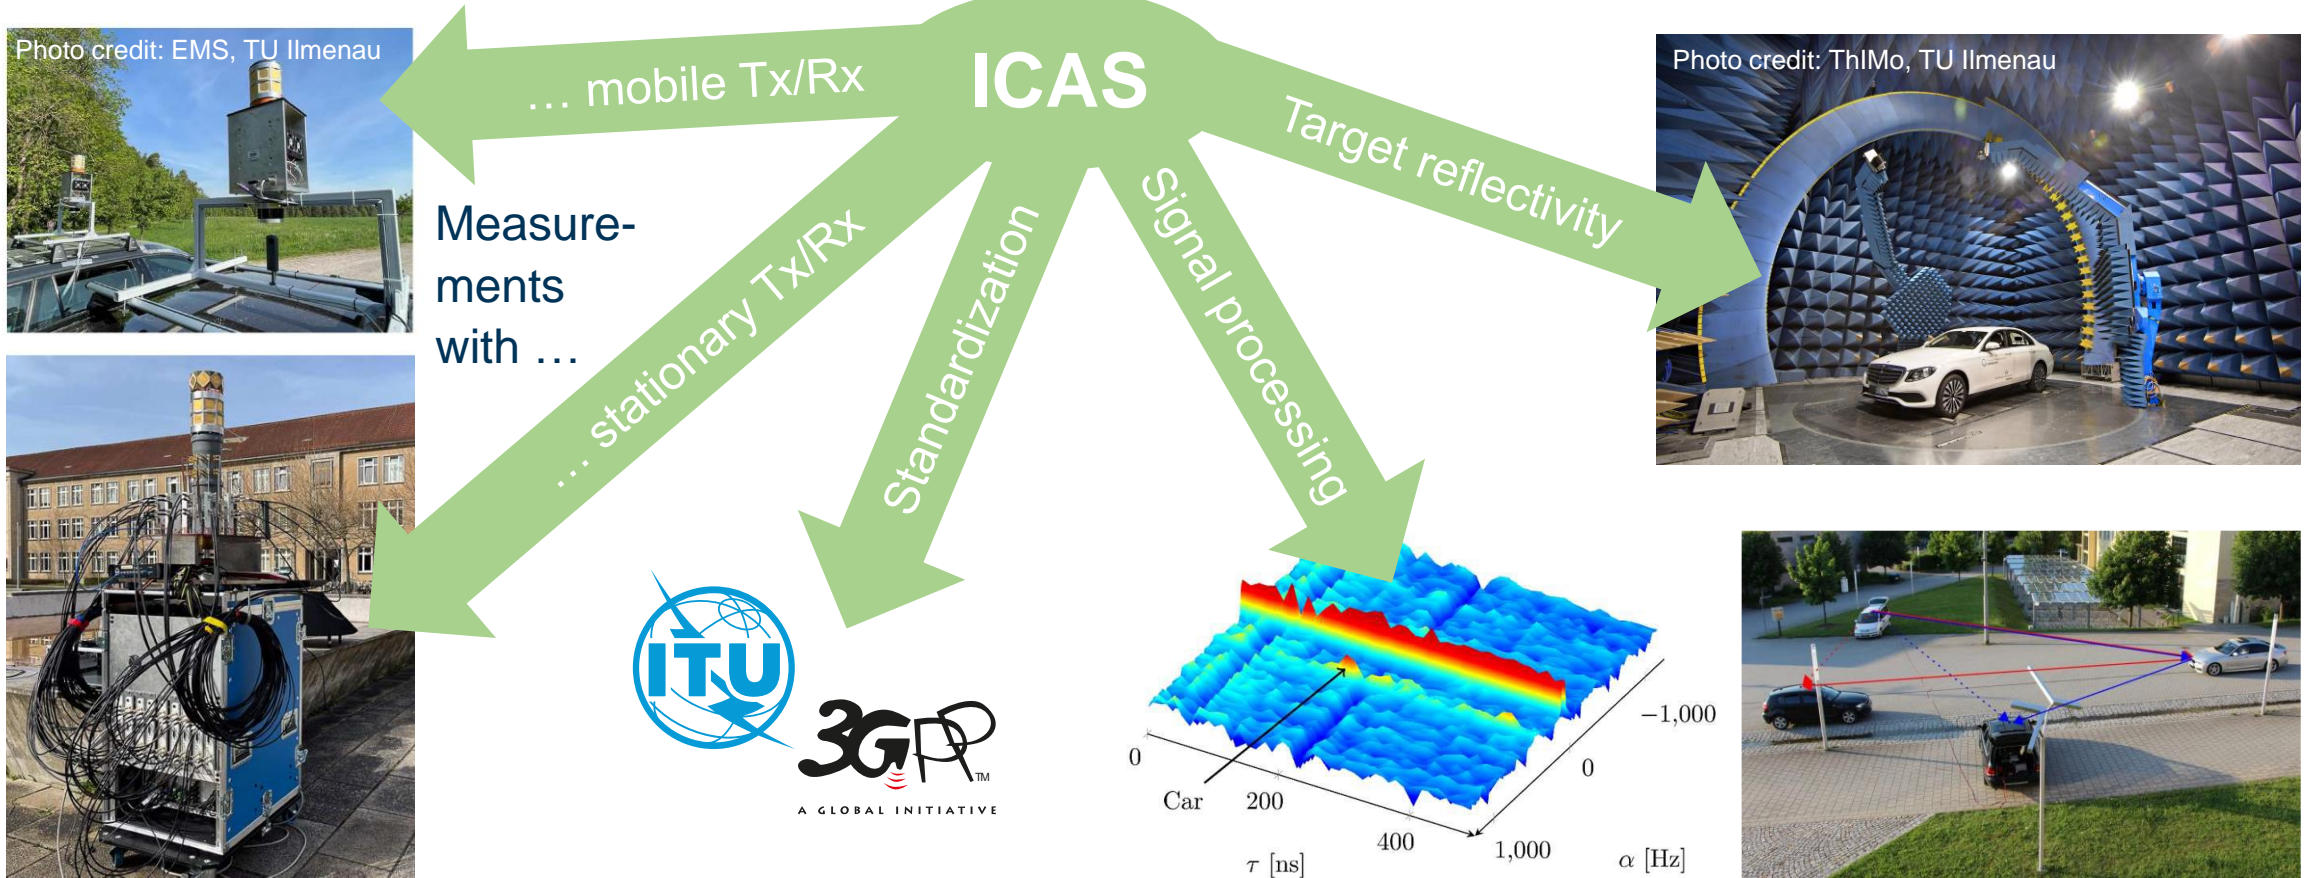 Photo credit: EMS, TU Ilmenau
… mobile Tx/Rx
ICAS
Photo credit: ThIMo, TU Ilmenau
Target reflectivity
Measure-
ments
with …
… stationary Tx/Rx
Standardization
Signal processing
ITU
3GPP™
A GLOBAL INITIATIVE
0
200
400
τ [ns]
Car
−1,000
0
1,000
α [Hz]